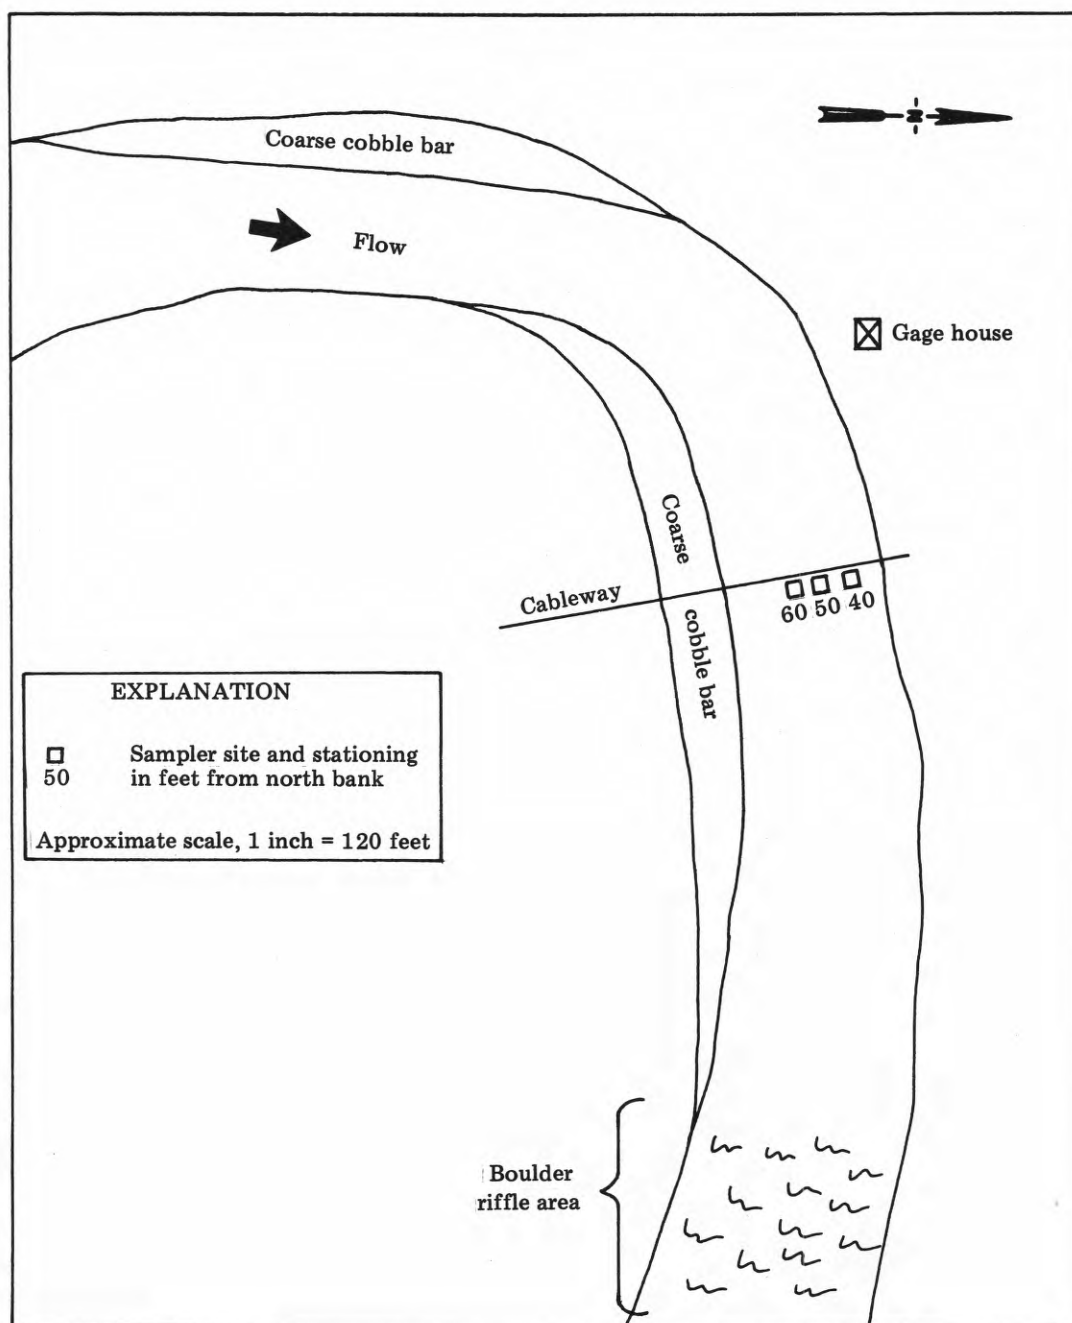 Coarse cobble bar
Flow
Gage house
Coarse
cobble bar
Cableway
60 50 40
EXPLANATION
50 Sampler site and stationing
in feet from north bank
Approximate scale, 1 inch = 120 feet
Boulder
riffle area